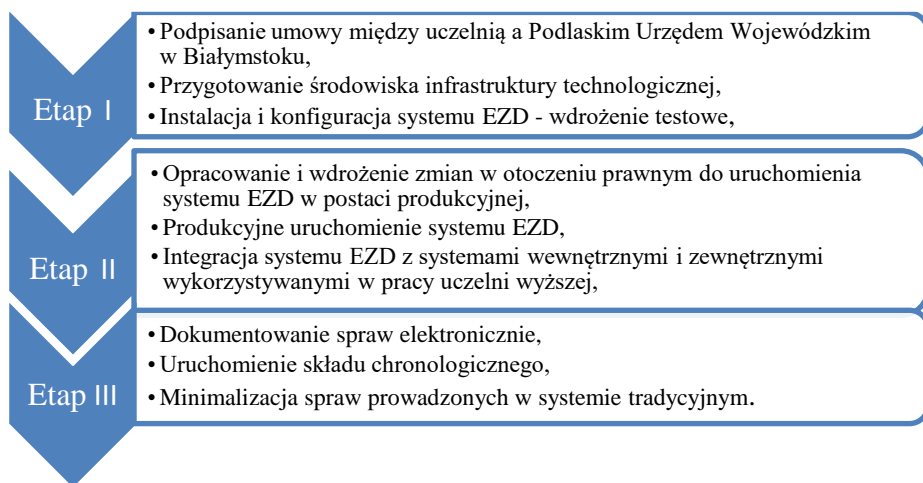 Etap I
• Podpisanie umowy między uczelnią a Podlaskim Urzędem Wojewódzkim
w Białymstoku,
• Przygotowanie środowiska infrastruktury technologicznej,
• Instalacja i konfiguracja systemu EZD - wdrożenie testowe,
Etap II
• Opracowanie i wdrożenie zmian w otoczeniu prawnym do uruchomienia
systemu EZD w postaci produkcyjnej,
• Produkcyjne uruchomienie systemu EZD,
• Integracja systemu EZD z systemami wewnętrznymi i zewnętrznymi
wykorzystywanymi w pracy uczelni wyższej,
Etap III
• Dokumentowanie spraw elektronicznie,
• Uruchomienie składu chronologicznego,
• Minimalizacja spraw prowadzonych w systemie tradycyjnym.